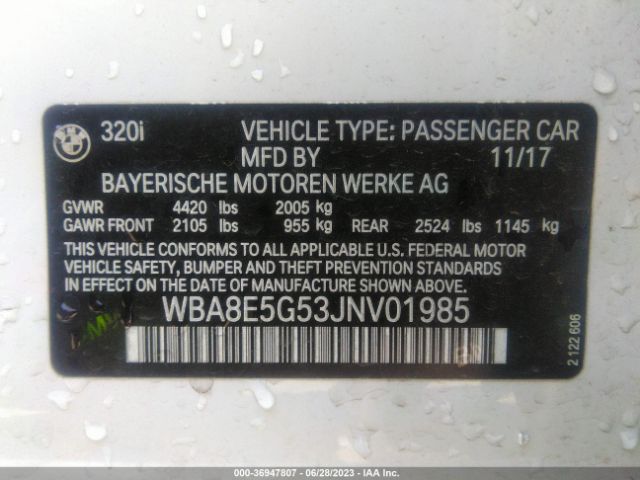 BMW
320i VEHICLE TYPE: PASSENGER CAR
MFD BY 11/17
BAYERISCHE MOTOREN WERKE AG
GVWR 4420 lbs 2005 kg
GAWR FRONT 2105 lbs 955 kg REAR 2524 lbs 1145 kg
THIS VEHICLE CONFORMS TO ALL APPLICABLE U.S. FEDERAL MOTOR
VEHICLE SAFETY, BUMPER AND THEFT PREVENTION STANDARDS
IN EFFECT ON THE DATE OF MANUFACTURE SHOWN ABOVE.
WBA8E5G53JNV01985
2 122 606
000-36947807 / 06/28/2023 - IAA Inc.